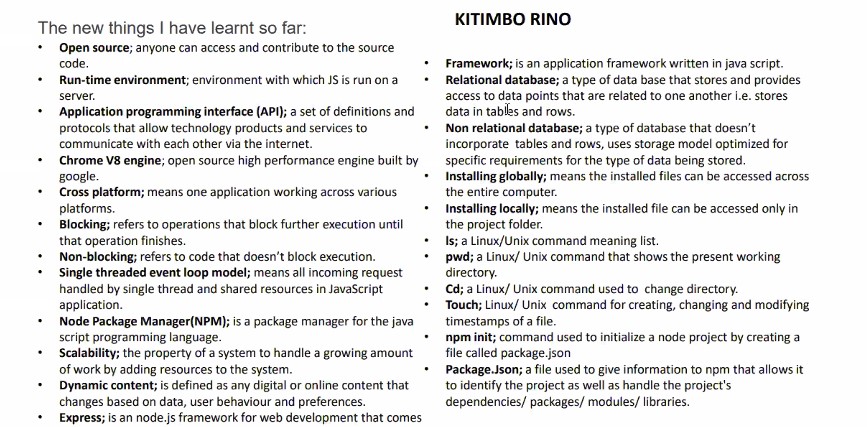 The new things I have learnt so far:
• Open source; anyone can access and contribute to the source
code.
• Run-time environment; environment with which JS is run on a
server.
• Application programming interface (API); a set of definitions and
protocols that allow technology products and services to
communicate with each other via the internet.
• Chrome V8 engine; open source high performance engine built by
google.
• Cross platform; means one application working across various
platforms.
• Blocking; refers to operations that block further execution until
that operation finishes.
• Non-blocking; refers to code that doesn't block execution.
• Single threaded event loop model; means all incoming request
handled by single thread and shared resources in JavaScript
application.
• Node Package Manager(NPM); is a package manager for the java
script programming language.
• Scalability; the property of a system to handle a growing amount
of work by adding resources to the system.
• Dynamic content; is defined as any digital or online content that
changes based on data, user behaviour and preferences.
• Express; is an node.js framework for web development that comes
KITIMBO RINO
• Framework; is an application framework written in java script.
• Relational database; a type of data base that stores and provides
access to data points that are related to one another i.e. stores
data in tables and rows.
• Non relational database; a type of database that doesn't
incorporate tables and rows, uses storage model optimized for
specific requirements for the type of data being stored.
• Installing globally; means the installed files can be accessed across
the entire computer.
• Installing locally; means the installed file can be accessed only in
the project folder.
• ls; a Linux/Unix command meaning list.
• pwd; a Linux/ Unix command that shows the present working
directory.
• Cd; a Linux/ Unix command used to change directory.
• Touch; Linux/ Unix command for creating, changing and modifying
timestamps of a file.
• npm init; command used to initialize a node project by creating a
file called package.json
• Package.Json; a file used to give information to npm that allows it
to identify the project as well as handle the project's
dependencies/ packages/ modules/ libraries.